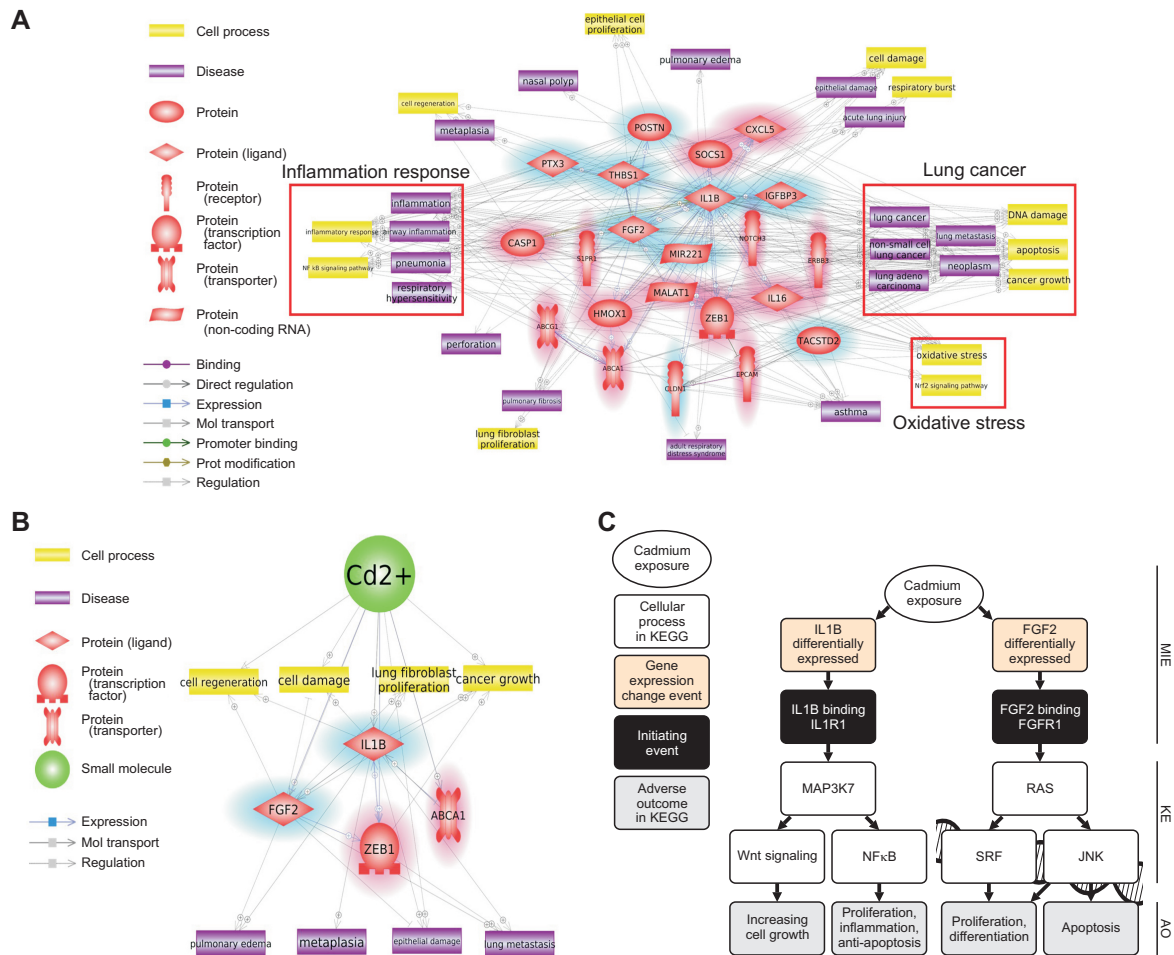 A
Cell process
Disease
Protein
Protein (ligand)
Protein
(receptor)
Protein
(transcription
factor)
Protein
(transporter)
Protein
(non-coding RNA)
Binding
Direct regulation
Expression
Mol transport
Promoter binding
Prot modification
Regulation
epithelial cell
proliferation
pulmonary edema
cell damage
nasal polyp
epithelial damage
respiratory burst
cell regeneration
metaplasia
acute lung injury
POSTN
CXCL5
SOCS1
PTX3
THBS1
IL1B
IGFBP3
FGF2
CASP1
S1PR1
NOTCH3
ERBB3
MIR221
MALAT1
IL16
HMOX1
ZEB1
ABCG1
TACSTD2
ABCA1
CLDN1
EPCAM
Inflammation response
inflammation
inflammatory response
airway inflammation
NF kB signaling pathway
pneumonia
respiratory
hypersensitivity
Lung cancer
lung cancer
DNA damage
lung metastasis
non-small cell
lung cancer
apoptosis
neoplasm
lung adeno
carcinoma
cancer growth
oxidative stress
Nrf2 signaling pathway
Oxidative stress
perforation
pulmonary fibrosis
lung fibroblast
proliferation
asthma
adult respiratory
distress syndrome
B
Cell process
Disease
Protein (ligand)
Protein
(transcription
factor)
Protein
(transporter)
Small molecule
Expression
Mol transport
Regulation
Cd2+
cell regeneration
cell damage
lung fibroblast
proliferation
cancer growth
IL1B
FGF2
ZEB1
ABCA1
pulmonary edema
metaplasia
epithelial damage
lung metastasis
C
Cadmium
exposure
Cellular
process
in KEGG
Gene
expression
change event
Initiating
event
Adverse
outcome
in KEGG
Cadmium
exposure
IL1B
differentially
expressed
FGF2
differentially
expressed
IL1B binding
IL1R1
FGF2 binding
FGFR1
MAP3K7
RAS
Wnt signaling
NFκB
SRF
JNK
Increasing
cell growth
Proliferation,
inflammation,
anti-apoptosis
Proliferation,
differentiation
Apoptosis
MIE
KE
AO